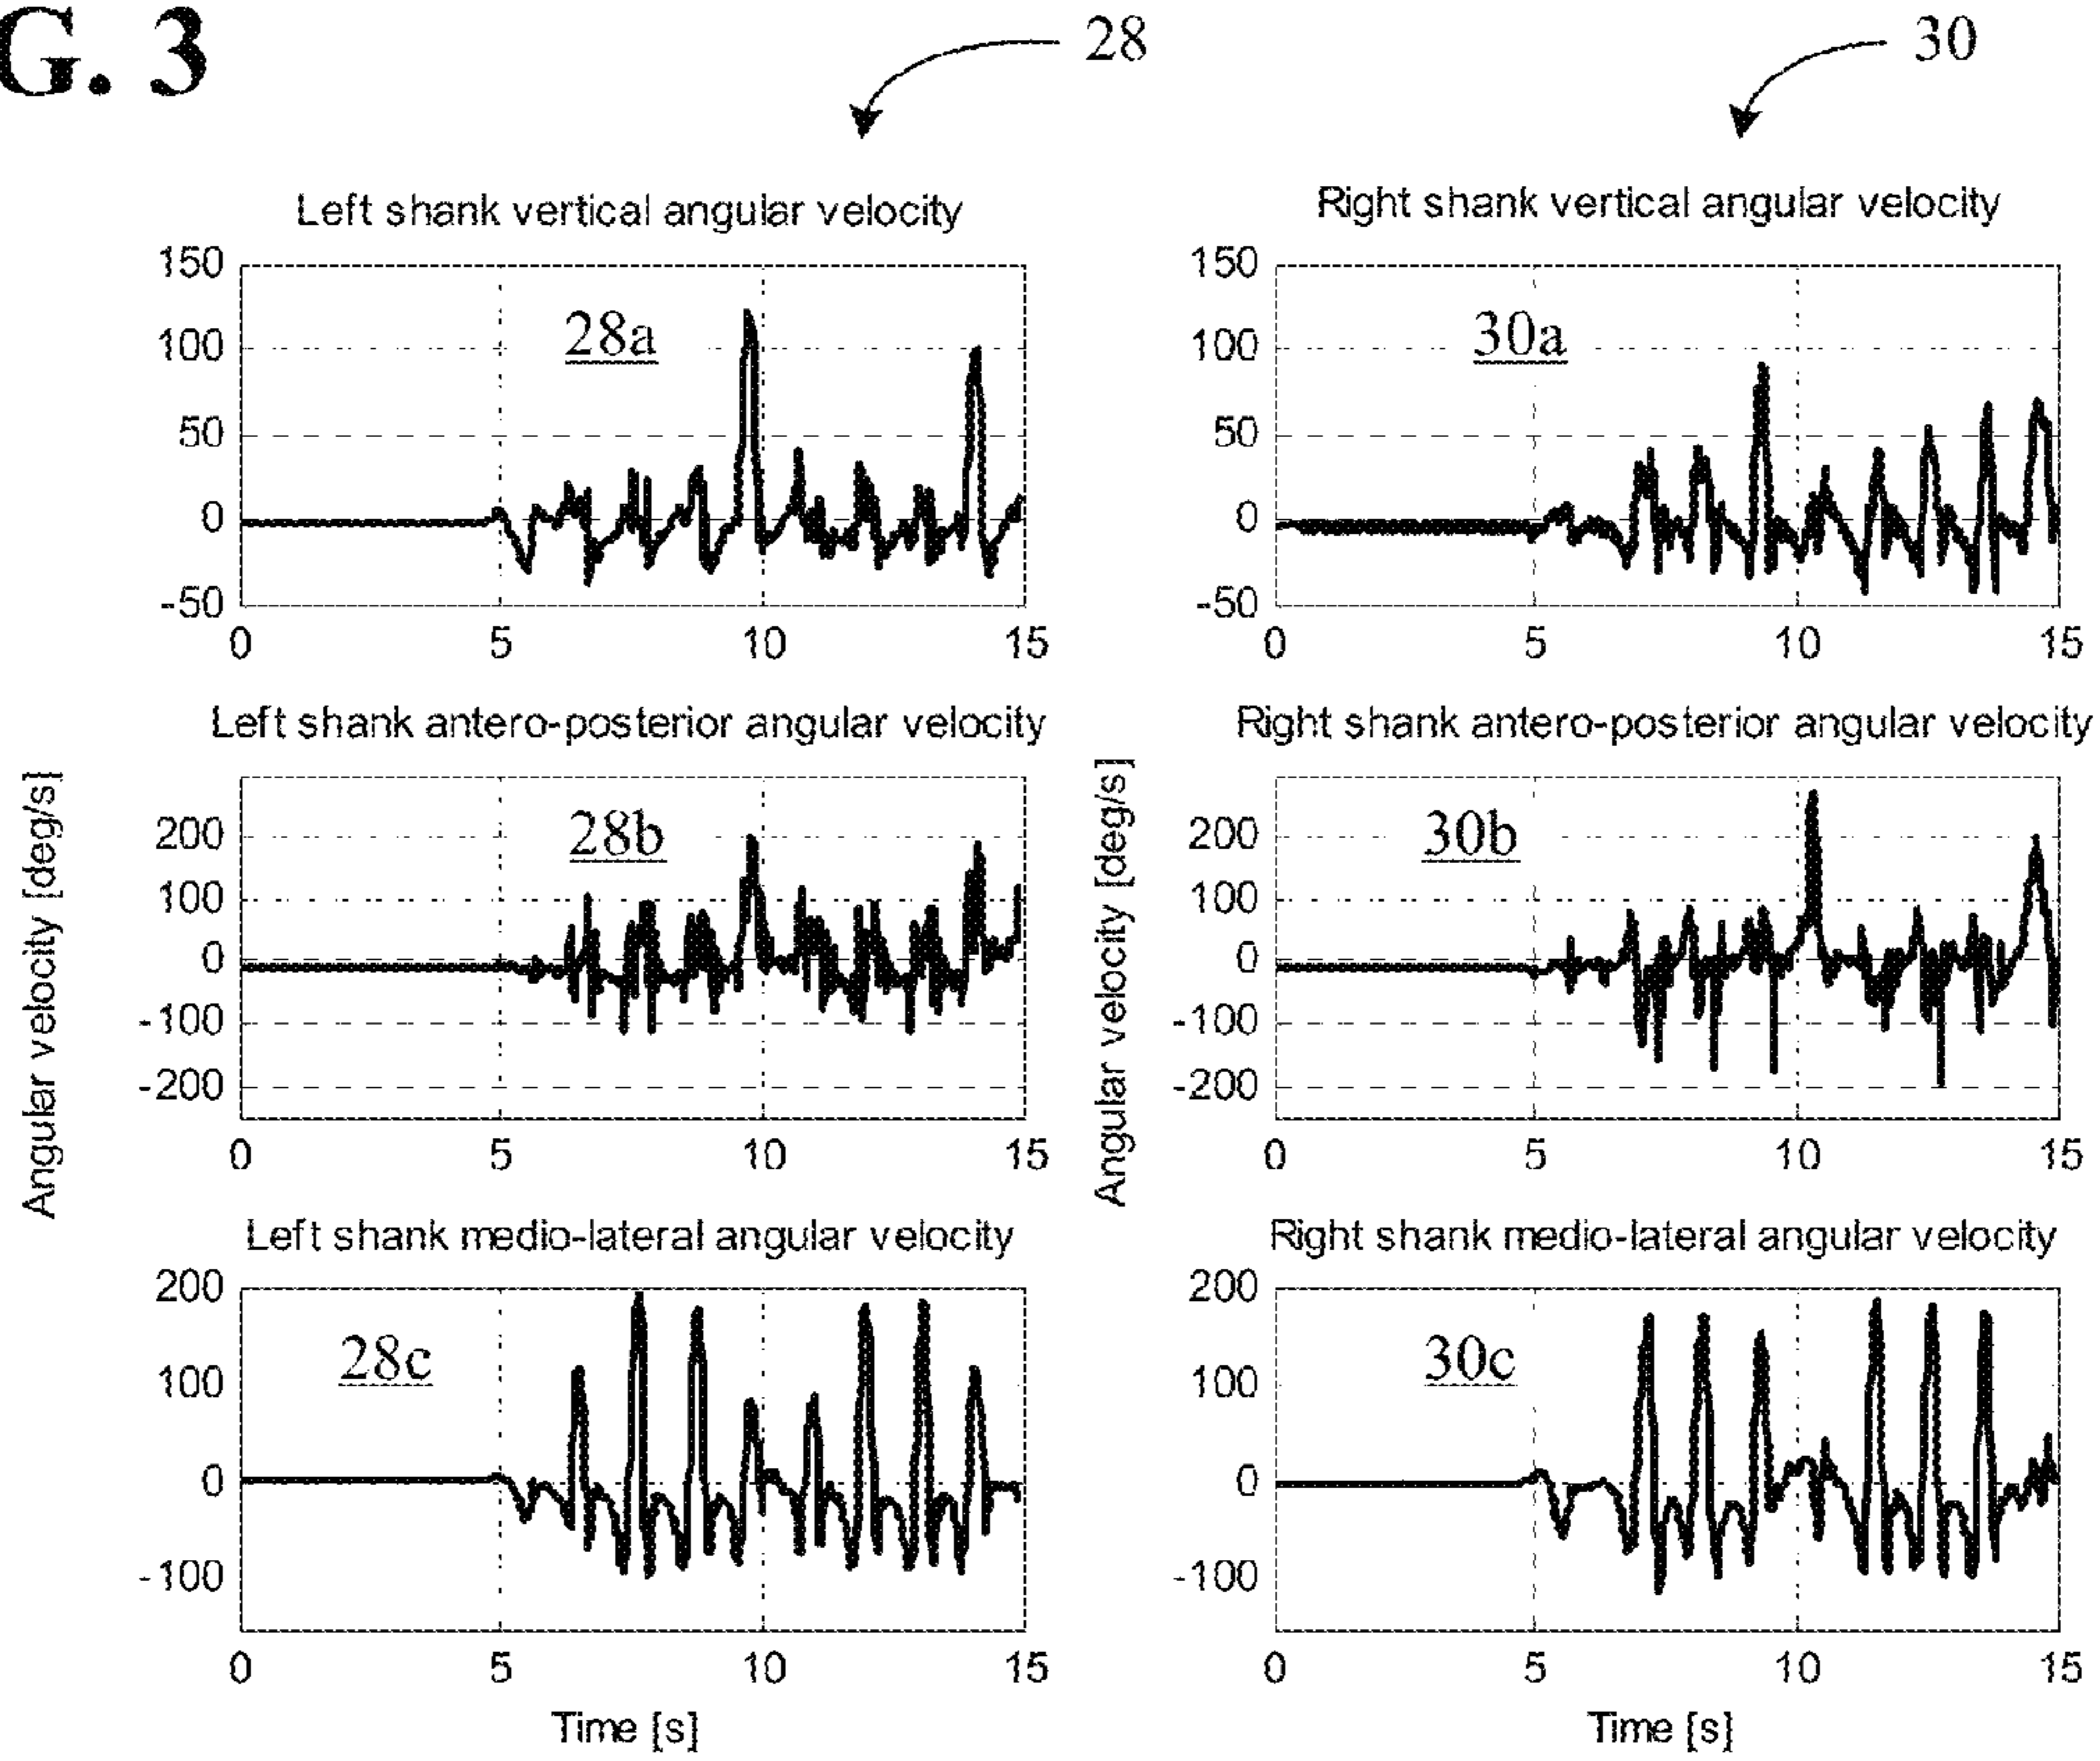 G. 3
28
30
Left shank vertical angular velocity
28a
150
100
50
0
-50
0 5 10 15
Right shank vertical angular velocity
30a
150
100
50
0
-50
0 5 10 15
Left shank antero-posterior angular velocity
28b
Angular velocity [deg/s]
200
100
0
-100
-200
0 5 10 15
Right shank antero-posterior angular velocity
30b
Angular velocity [deg/s]
200
100
0
-100
-200
0 5 10 15
Left shank medio-lateral angular velocity
28c
200
100
0
-100
0 5 10 15
Time [s]
Right shank medio-lateral angular velocity
30c
200
100
0
-100
0 5 10 15
Time [s]